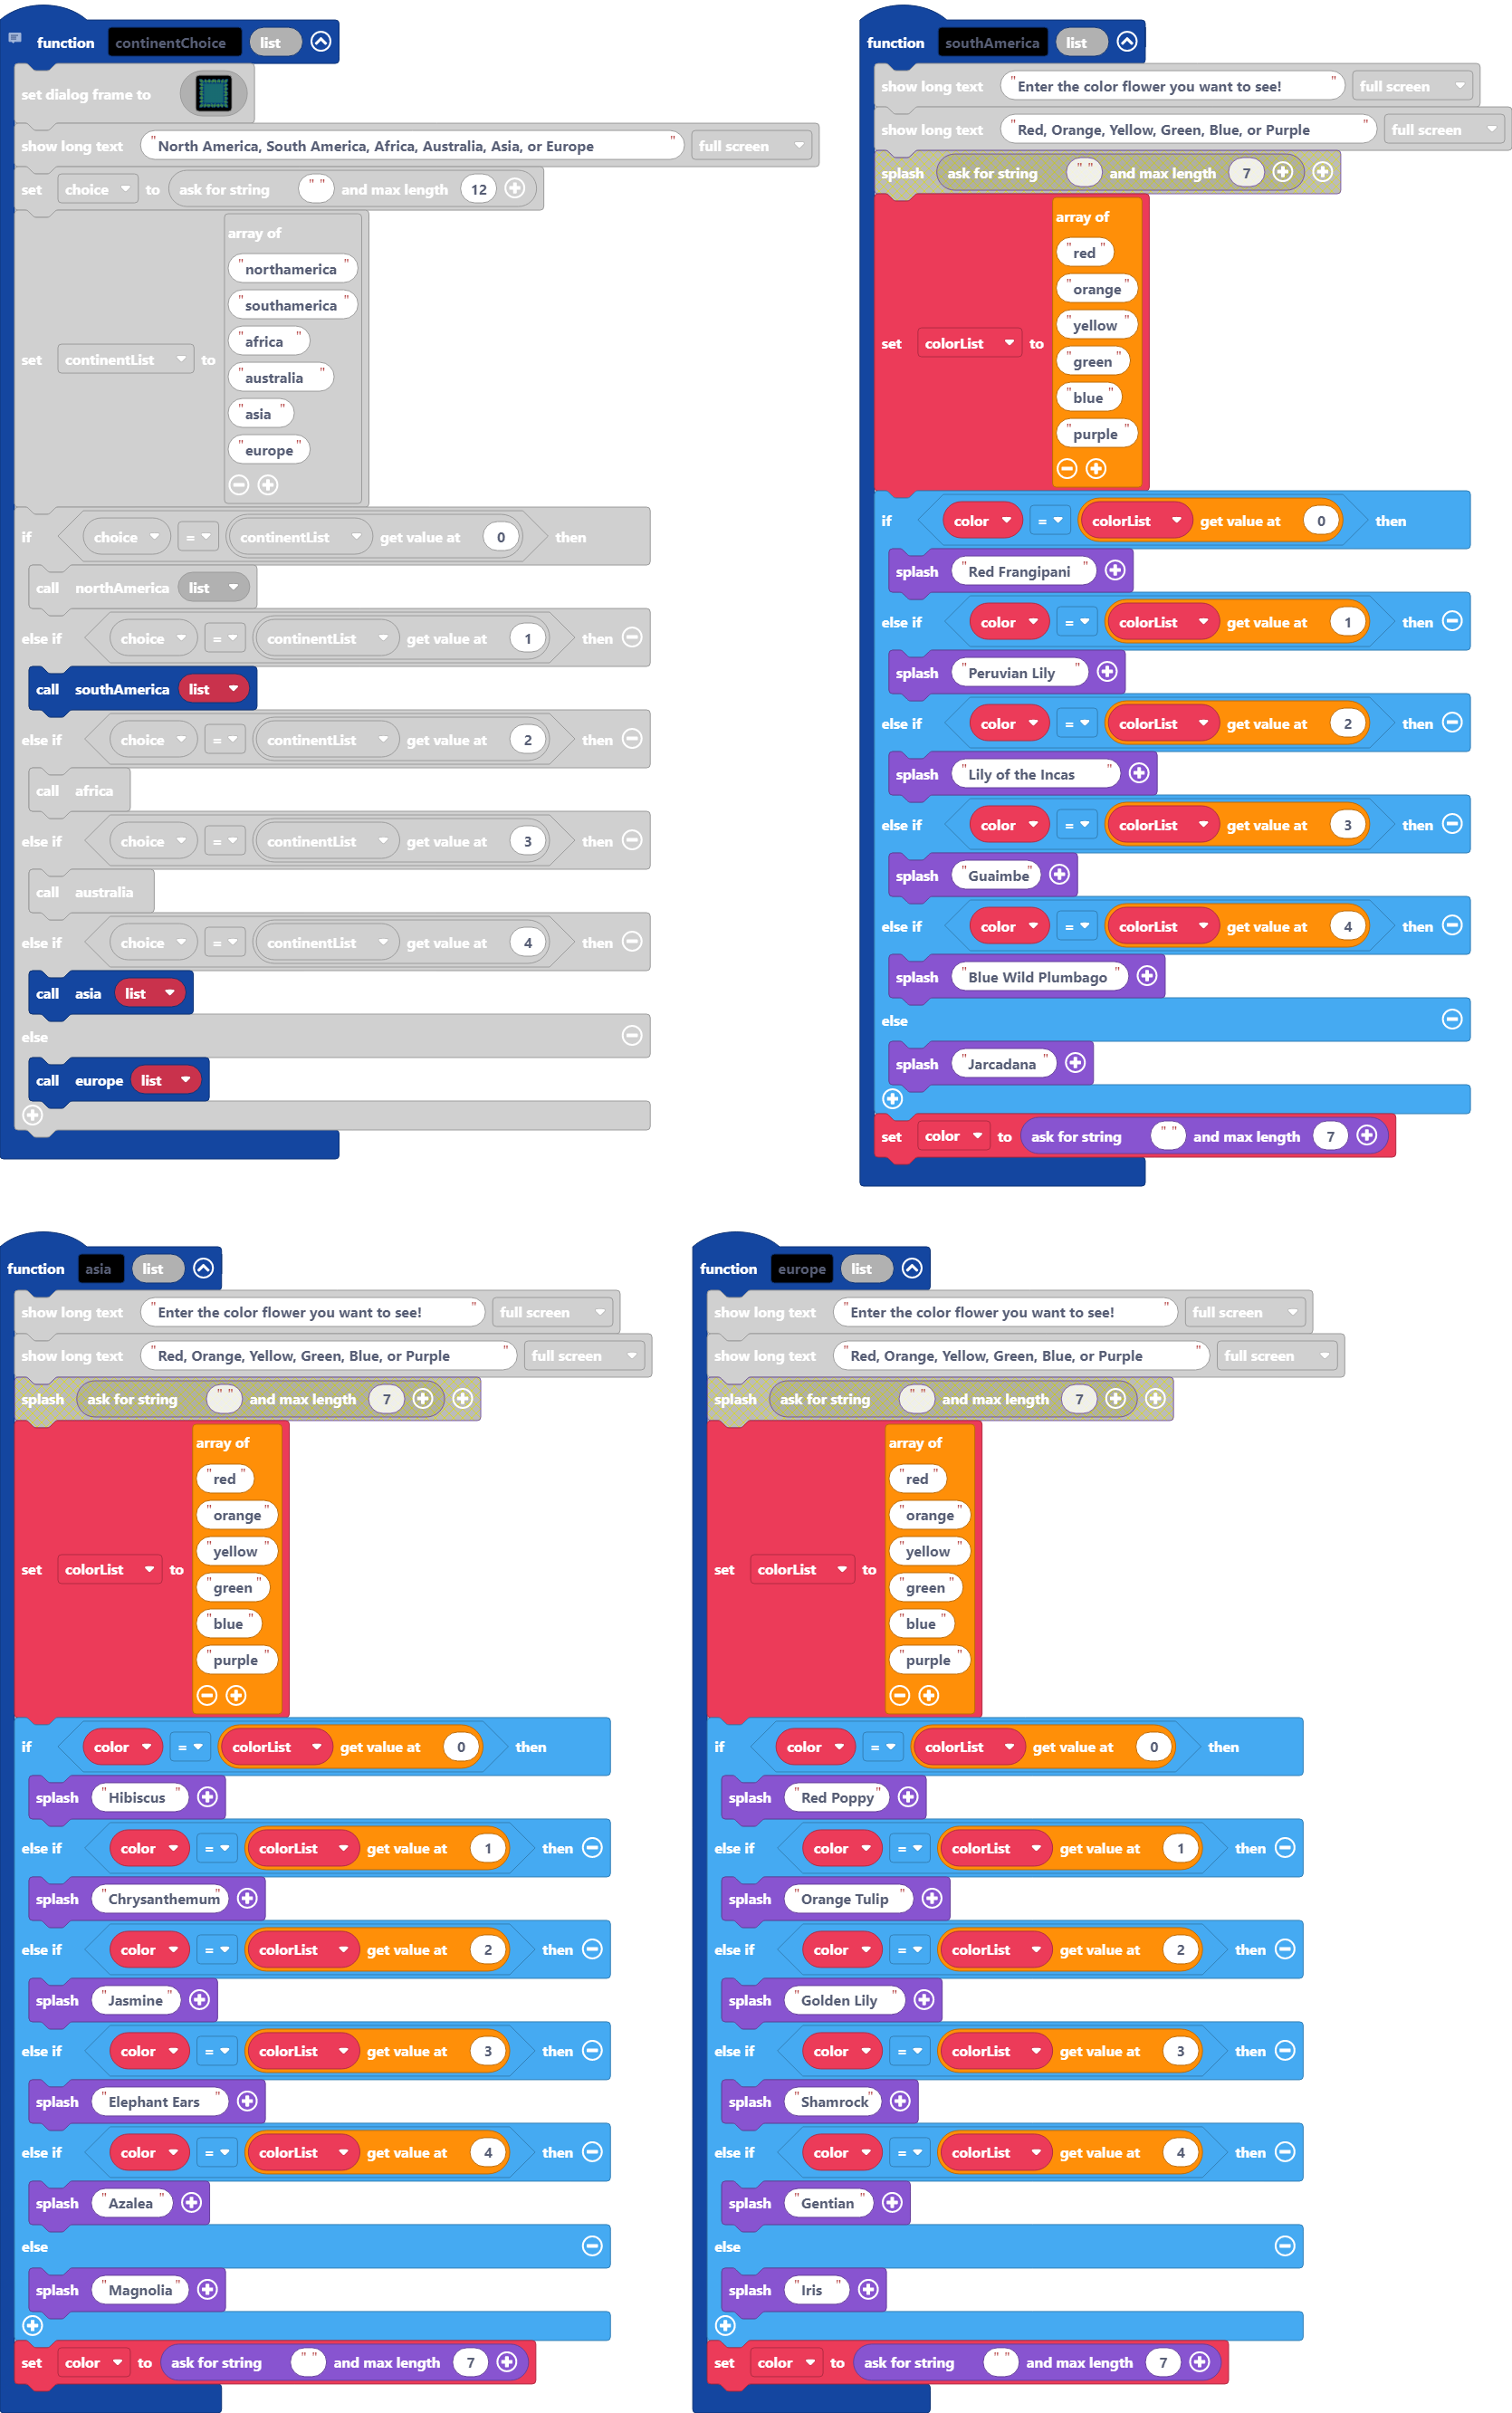 function continentChoice list
set dialog frame to
show long text "North America, South America, Africa, Australia, Asia, or Europe" full screen
set choice to ask for string "" and max length 12
array of
"northamerica"
"southamerica"
"africa"
"australia"
set continentList to
"asia"
"europe"
if choice = continentList get value at 0 then
call northAmerica list
else if choice = continentList get value at 1 then
call southAmerica list
else if choice = continentList get value at 2 then
call africa
else if choice = continentList get value at 3 then
call australia
else if choice = continentList get value at 4 then
call asia list
else
call europe list
function southAmerica list
show long text "Enter the color flower you want to see!" full screen
show long text "Red, Orange, Yellow, Green, Blue, or Purple" full screen
splash ask for string "" and max length 7
array of
"red"
"orange"
"yellow"
set colorList to
"green"
"blue"
"purple"
if color = colorList get value at 0 then
splash "Red Frangipani"
else if color = colorList get value at 1 then
splash "Peruvian Lily"
else if color = colorList get value at 2 then
splash "Lily of the Incas"
else if color = colorList get value at 3 then
splash "Guaimbe"
else if color = colorList get value at 4 then
splash "Blue Wild Plumbago"
else
splash "Jarcadana"
set color to ask for string "" and max length 7
function asia list
show long text "Enter the color flower you want to see!" full screen
show long text "Red, Orange, Yellow, Green, Blue, or Purple" full screen
splash ask for string "" and max length 7
array of
"red"
"orange"
"yellow"
set colorList to
"green"
"blue"
"purple"
if color = colorList get value at 0 then
splash "Hibiscus"
else if color = colorList get value at 1 then
splash "Chrysanthemum"
else if color = colorList get value at 2 then
splash "Jasmine"
else if color = colorList get value at 3 then
splash "Elephant Ears"
else if color = colorList get value at 4 then
splash "Azalea"
else
splash "Magnolia"
set color to ask for string "" and max length 7
function europe list
show long text "Enter the color flower you want to see!" full screen
show long text "Red, Orange, Yellow, Green, Blue, or Purple" full screen
splash ask for string "" and max length 7
array of
"red"
"orange"
"yellow"
set colorList to
"green"
"blue"
"purple"
if color = colorList get value at 0 then
splash "Red Poppy"
else if color = colorList get value at 1 then
splash "Orange Tulip"
else if color = colorList get value at 2 then
splash "Golden Lily"
else if color = colorList get value at 3 then
splash "Shamrock"
else if color = colorList get value at 4 then
splash "Gentian"
else
splash "Iris"
set color to ask for string "" and max length 7